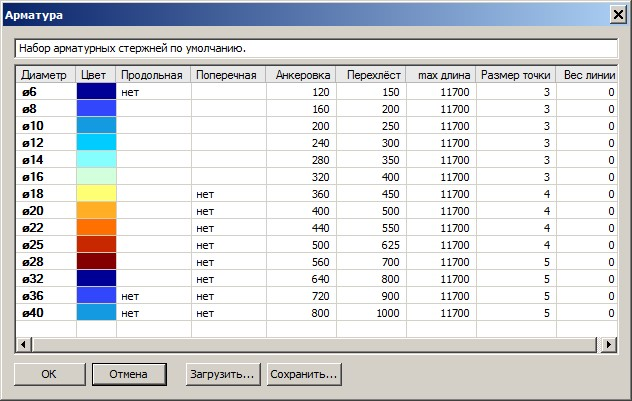 Арматура
Набор арматурных стержней по умолчанию.
Диаметр Цвет Продольная Поперечная Анкеровка Перехлёст max длина Размер точки Вес линии
ø6 нет 120 150 11700 3 0
ø8 160 200 11700 3 0
ø10 200 250 11700 3 0
ø12 240 300 11700 3 0
ø14 280 350 11700 3 0
ø16 320 400 11700 3 0
ø18 нет 360 450 11700 4 0
ø20 нет 400 500 11700 4 0
ø22 нет 440 550 11700 4 0
ø25 нет 500 625 11700 4 0
ø28 нет 560 700 11700 5 0
ø32 нет 640 800 11700 5 0
ø36 нет нет 720 900 11700 5 0
ø40 нет нет 800 1000 11700 5 0
OK Отмена Загрузить... Сохранить...